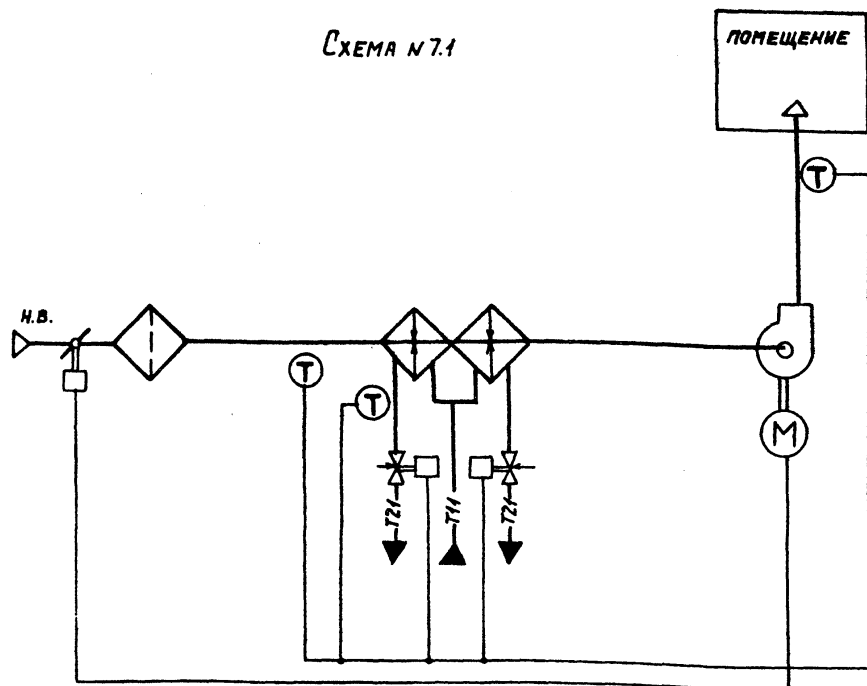 Схема N 7.1
ПОМЕЩЕНИЕ
Т
Н.В.
Т
Т
М
Т21
Т11
Т21